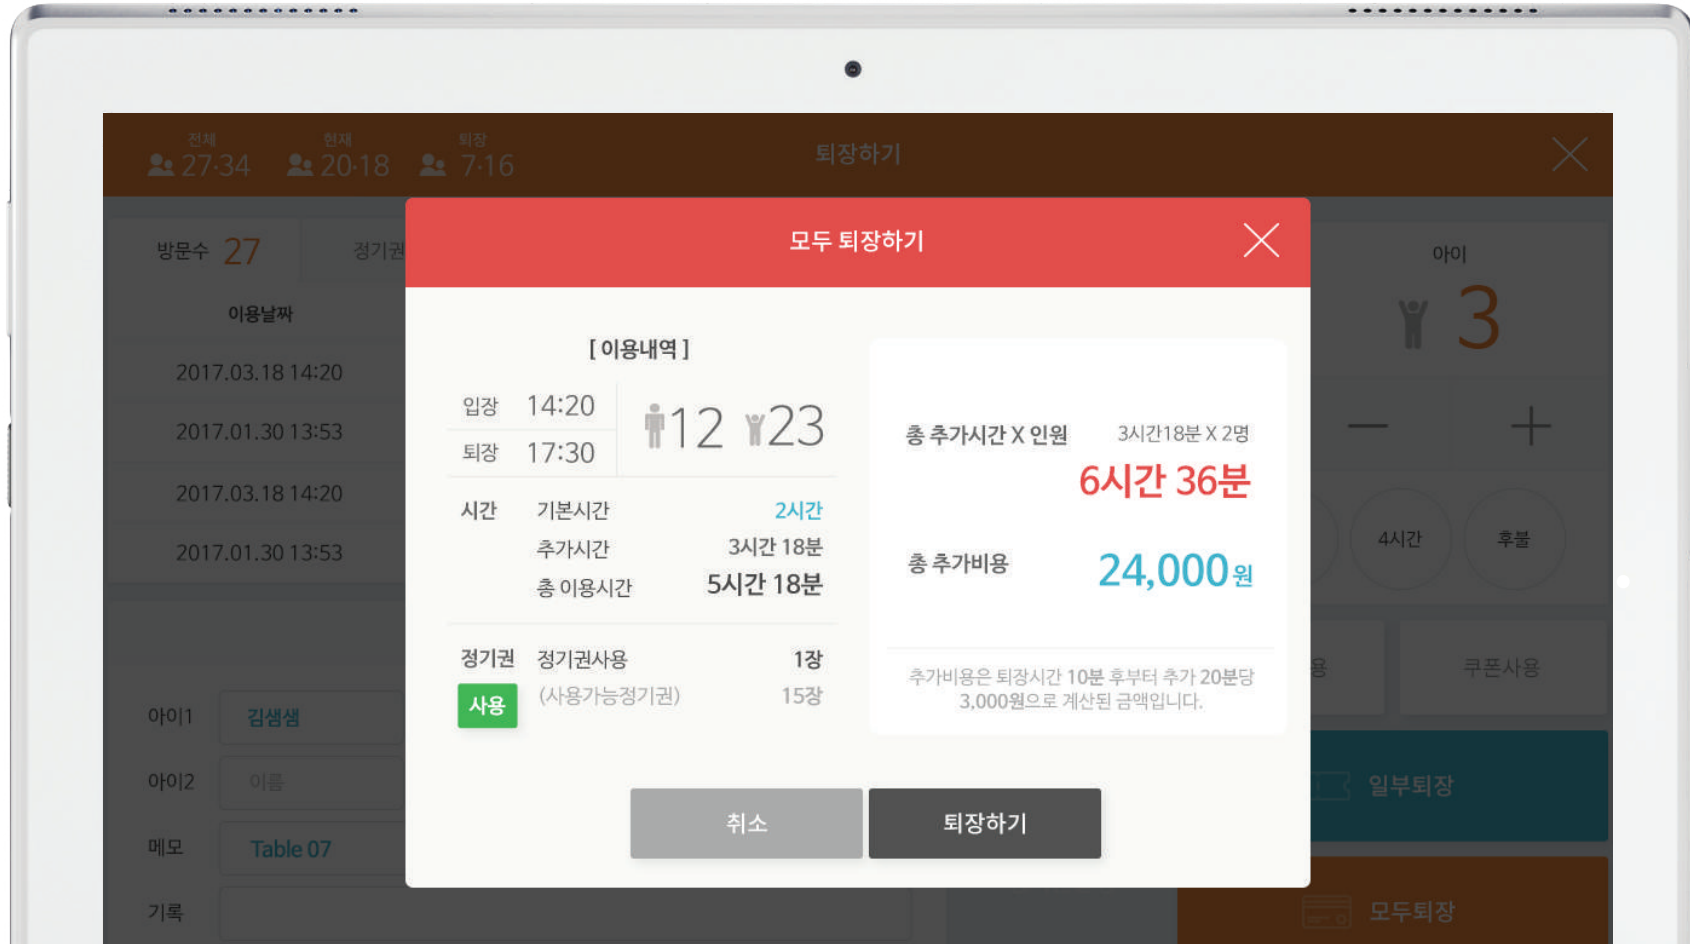 전체 현재 퇴장
27·34 20·18 7·16
퇴장하기
방문수 27 정기권
이용날짜
2017.03.18 14:20
2017.01.30 13:53
2017.03.18 14:20
2017.01.30 13:53
모두 퇴장하기
[ 이용내역 ]
입장 14:20
퇴장 17:30
12 23
시간 기본시간 2시간
추가시간 3시간 18분
총 이용시간 5시간 18분
정기권 정기권사용 1장
사용 (사용가능정기권) 15장
총 추가시간 X 인원 3시간18분 X 2명
6시간 36분
총 추가비용 24,000 원
추가비용은 퇴장시간 10분 후부터 추가 20분당
3,000원으로 계산된 금액입니다.
취소 퇴장하기
아이
3
4시간 후불
용 쿠폰사용
일부퇴장
모두퇴장
아이1 김샘샘
아이2 이름
메모 Table 07
기록